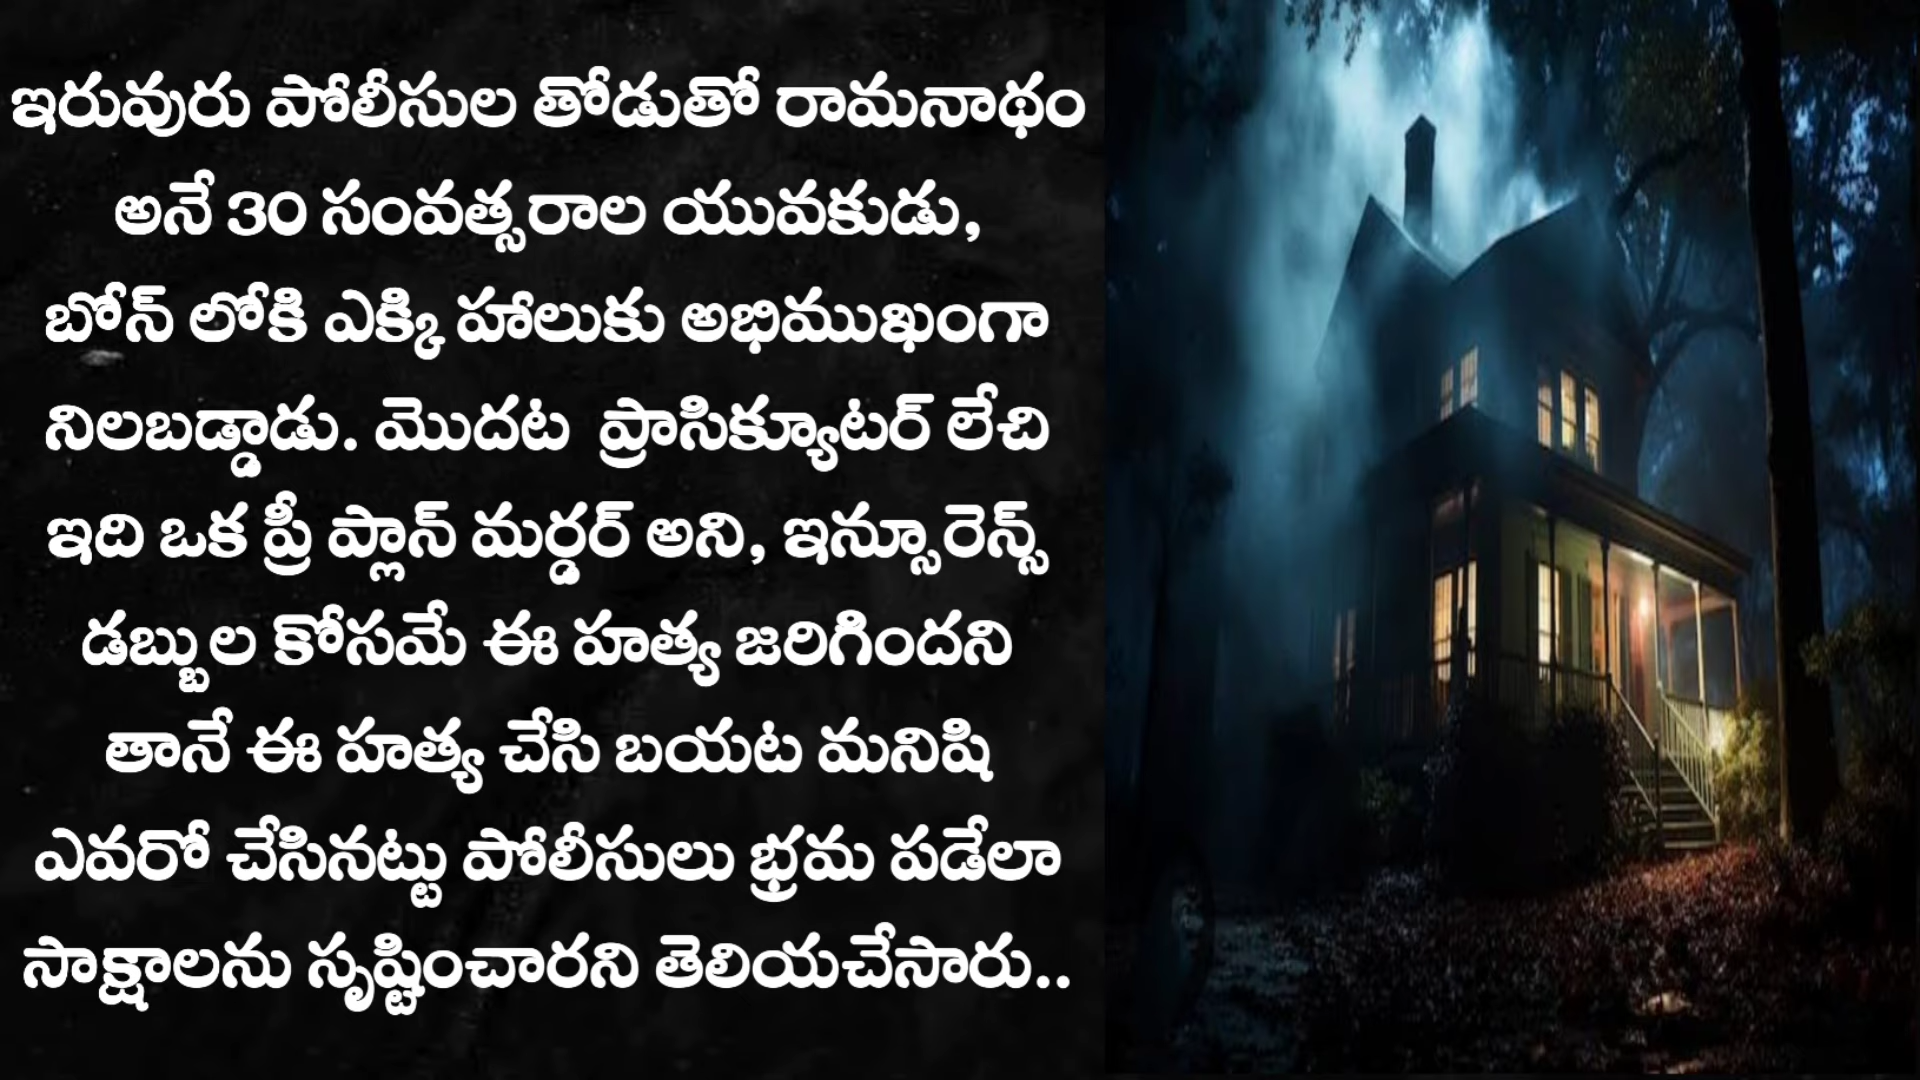 ఇరువురు పోలీసుల తోడుతో రామనాథం
అనే 30 సంవత్సరాల యువకుడు,
బోన్ లోకి ఎక్కి హాలుకు అభిముఖంగా
నిలబడ్డాడు. మొదట ప్రాసిక్యూటర్ లేచి
ఇది ఒక ప్రీ ప్లాన్ మర్డర్ అని, ఇన్సూరెన్స్
డబ్బుల కోసమే ఈ హత్య జరిగిందని
తానే ఈ హత్య చేసి బయట మనిషి
ఎవరో చేసినట్టు పోలీసులు భ్రమ పడేలా
సాక్షాలను సృష్టించారని తెలియచేసారు..